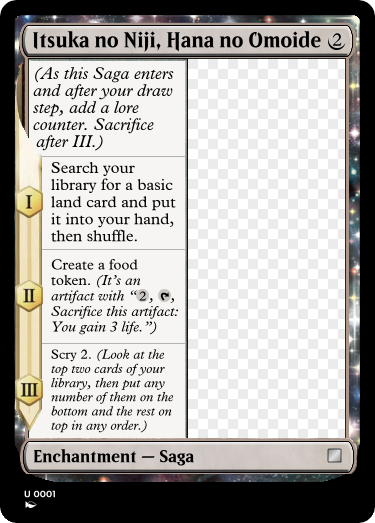 Itsuka no Niji, Hana no Omoide 2
(As this Saga enters
and after your draw
step, add a lore
counter. Sacrifice
after III.)
I
Search your
library for a basic
land card and put
it into your hand,
then shuffle.
II
Create a food
token. (It's an
artifact with “2, ,
Sacrifice this artifact:
You gain 3 life.”)
III
Scry 2. (Look at the
top two cards of your
library, then put any
number of them on the
bottom and the rest on
top in any order.)
Enchantment — Saga
U 0001